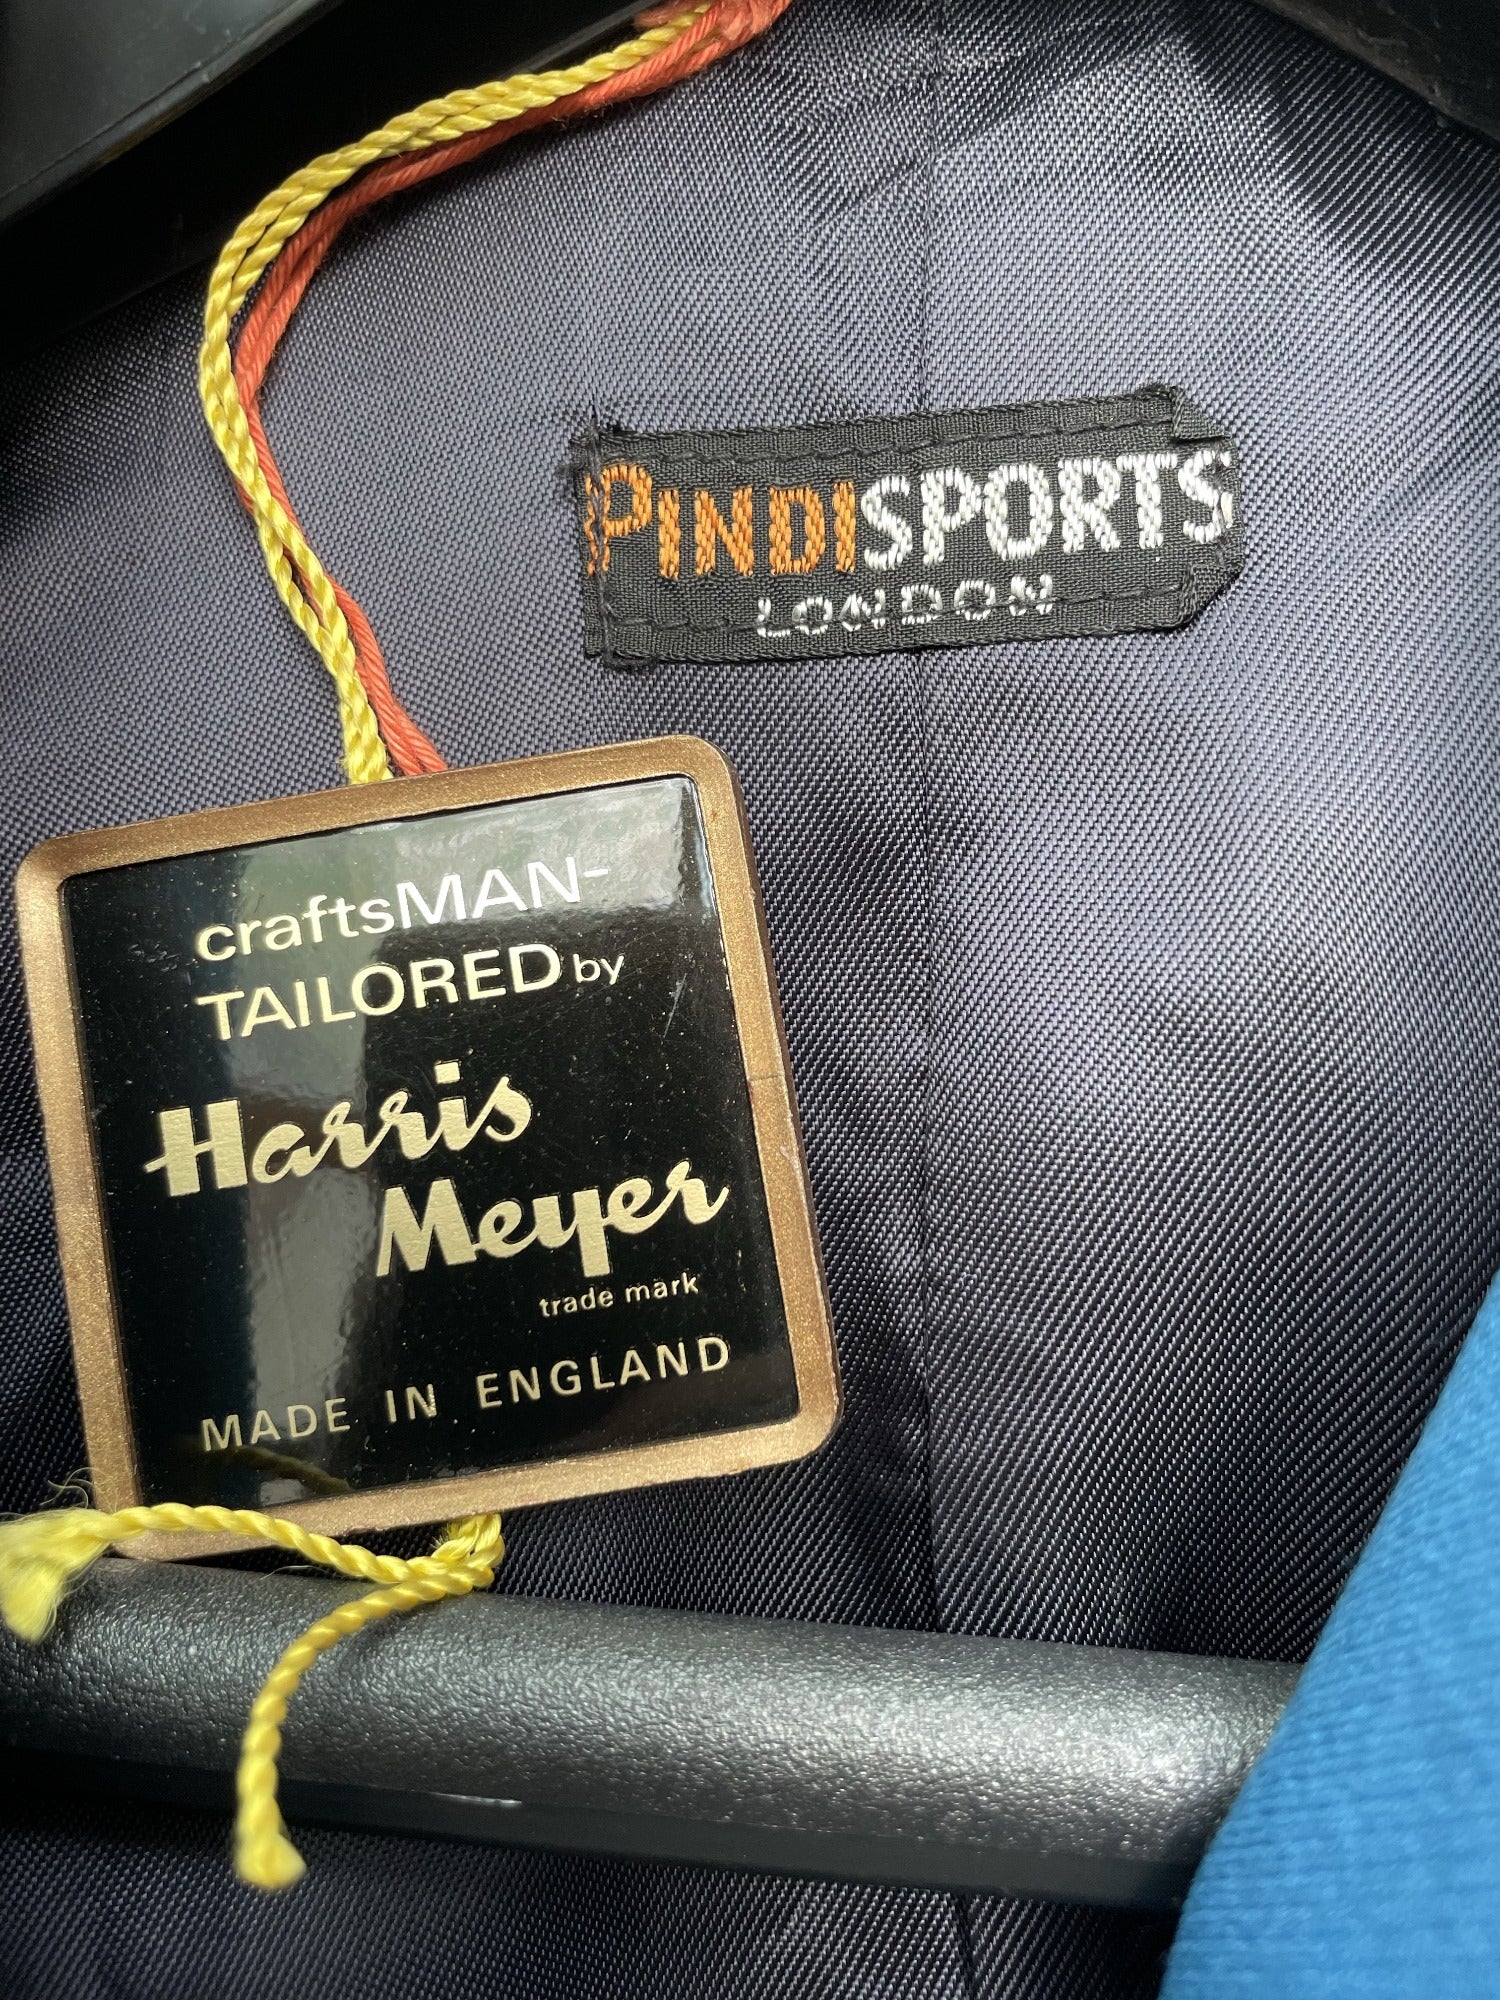 PINDISPORTS
LONDON
craftsMAN-
TAILORED by
Harris
Meyer
trade mark
MADE IN ENGLAND